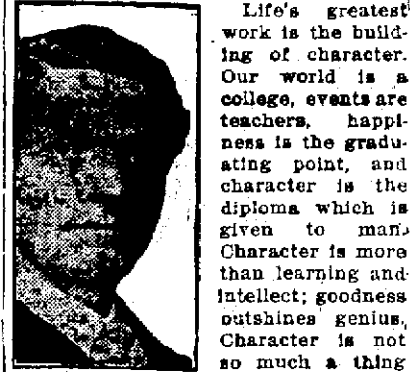 Life's greatest
work is the build-
ing of character.
Our world is a
college, events are
teachers, happi-
ness is the gradu-
ating point, and
character is the
diploma which is
given to man.
Character is more
than learning and
intellect; goodness
outshines genius,
Character is not
so much a thing